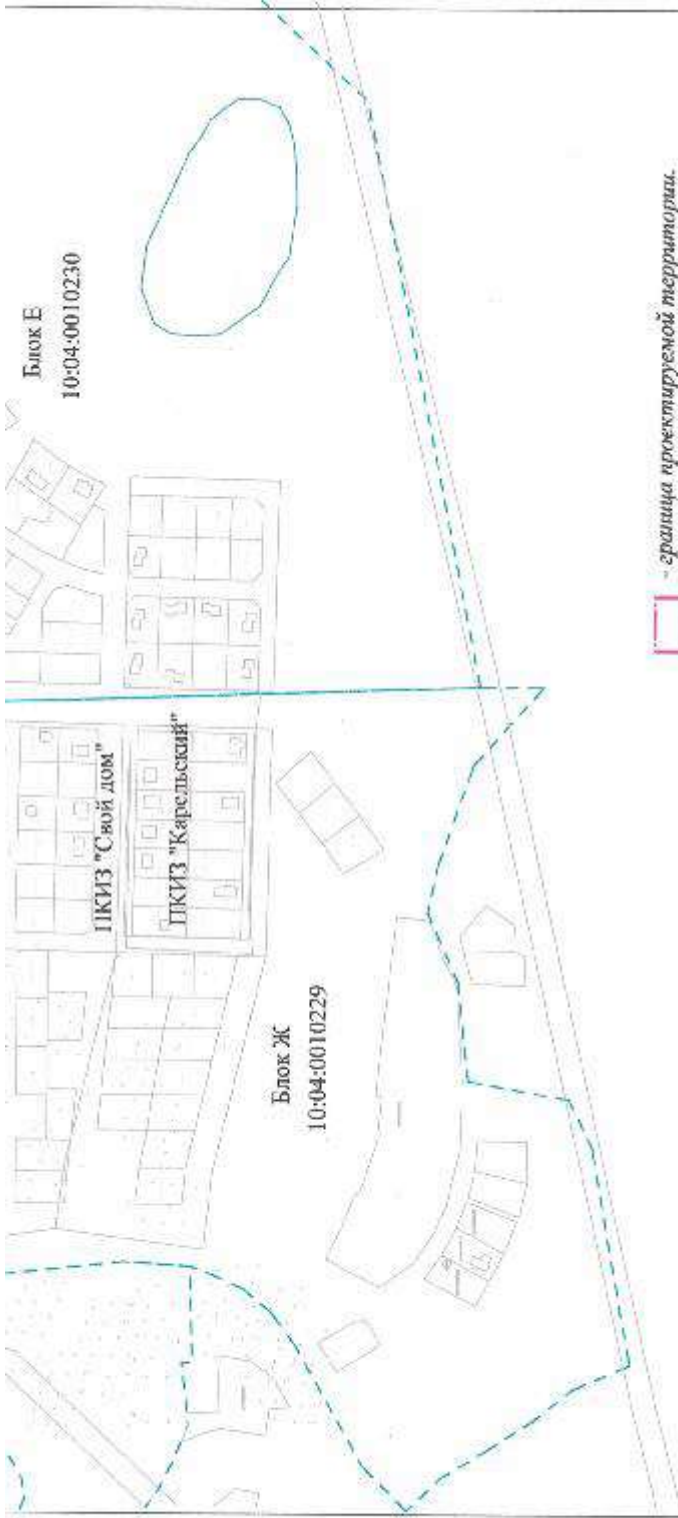 Блок Е
10:04:0010230
ПКИЗ "Свой дом"
ПКИЗ "Карельский"
Блок Ж
10:04:0010229
- граница проектируемой территории.